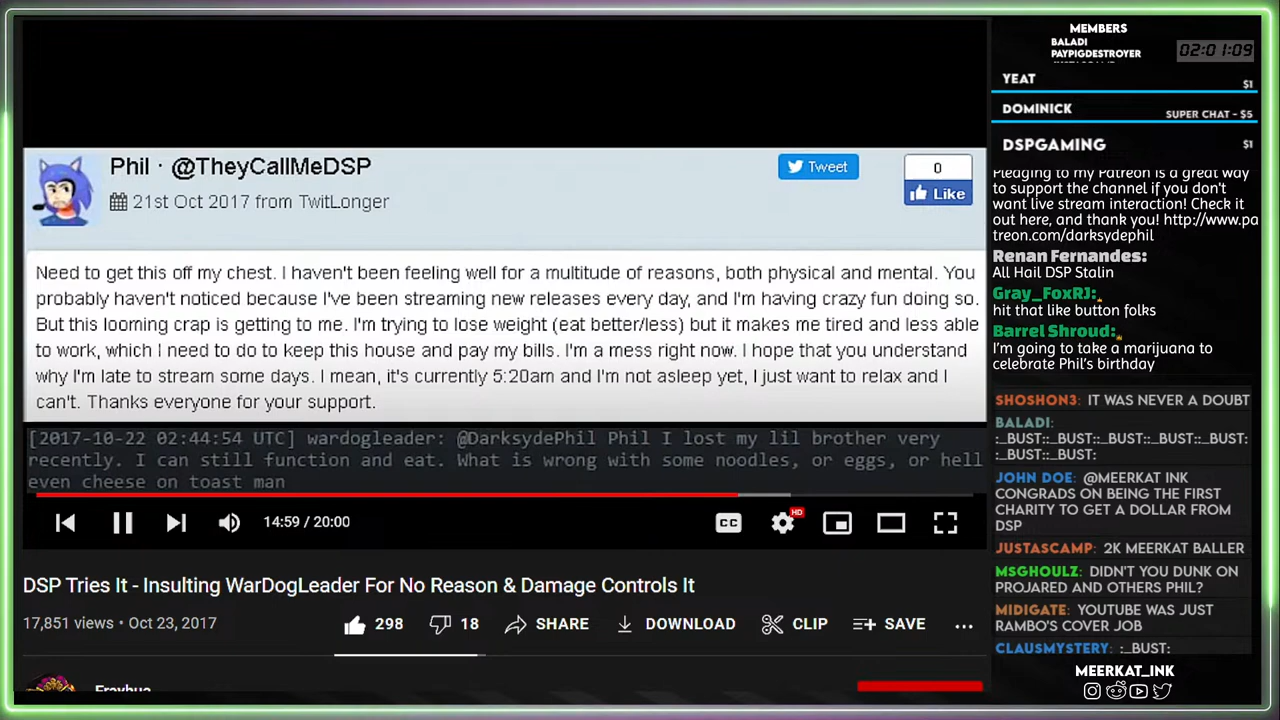 Phil · @TheyCallMeDSP
21st Oct 2017 from TwitLonger
Tweet
0
Like
Need to get this off my chest. I haven't been feeling well for a multitude of reasons, both physical and mental. You
probably haven't noticed because I've been streaming new releases every day, and I'm having crazy fun doing so.
But this looming crap is getting to me. I'm trying to lose weight (eat better/less) but it makes me tired and less able
to work, which I need to do to keep this house and pay my bills. I'm a mess right now. I hope that you understand
why I'm late to stream some days. I mean, it's currently 5:20am and I'm not asleep yet, I just want to relax and I
can't. Thanks everyone for your support.
[2017-10-22 02:44:54 UTC] wardogleader: @DarksydePhil Phil I lost my lil brother very
recently. I can still function and eat. What is wrong with some noodles, or eggs, or hell
even cheese on toast man
14:59 / 20:00
CC
HD
DSP Tries It - Insulting WarDogLeader For No Reason & Damage Controls It
17,851 views • Oct 23, 2017
298
18
SHARE
DOWNLOAD
CLIP
SAVE
MEMBERS
BALADI
PAYPIGDESTROYER
02:01:09
YEAT
$1
DOMINICK
SUPER CHAT - $5
DSPGAMING
$1
Pledging to my Patreon is a great way
to support the channel if you don't
want live stream interaction! Check it
out here, and thank you! http://www.pa
treon.com/darksydephil
Renan Fernandes:
All Hail DSP Stalin
Gray_FoxRJ:
hit that like button folks
Barrel Shroud:
I'm going to take a marijuana to
celebrate Phil's birthday
SHOSHON3: IT WAS NEVER A DOUBT
BALADI:
:_BUST::_BUST::_BUST::_BUST::_BUST:
:_BUST::_BUST:
JOHN DOE: @MEERKAT INK
CONGRADS ON BEING THE FIRST
CHARITY TO GET A DOLLAR FROM
DSP
JUSTASCAMP: 2K MEERKAT BALLER
MSGHOULZ: DIDN'T YOU DUNK ON
PROJARED AND OTHERS PHIL?
MIDIGATE: YOUTUBE WAS JUST
RAMBO'S COVER JOB
CLAUSMYSTERY: :_BUST:
MEERKAT_INK